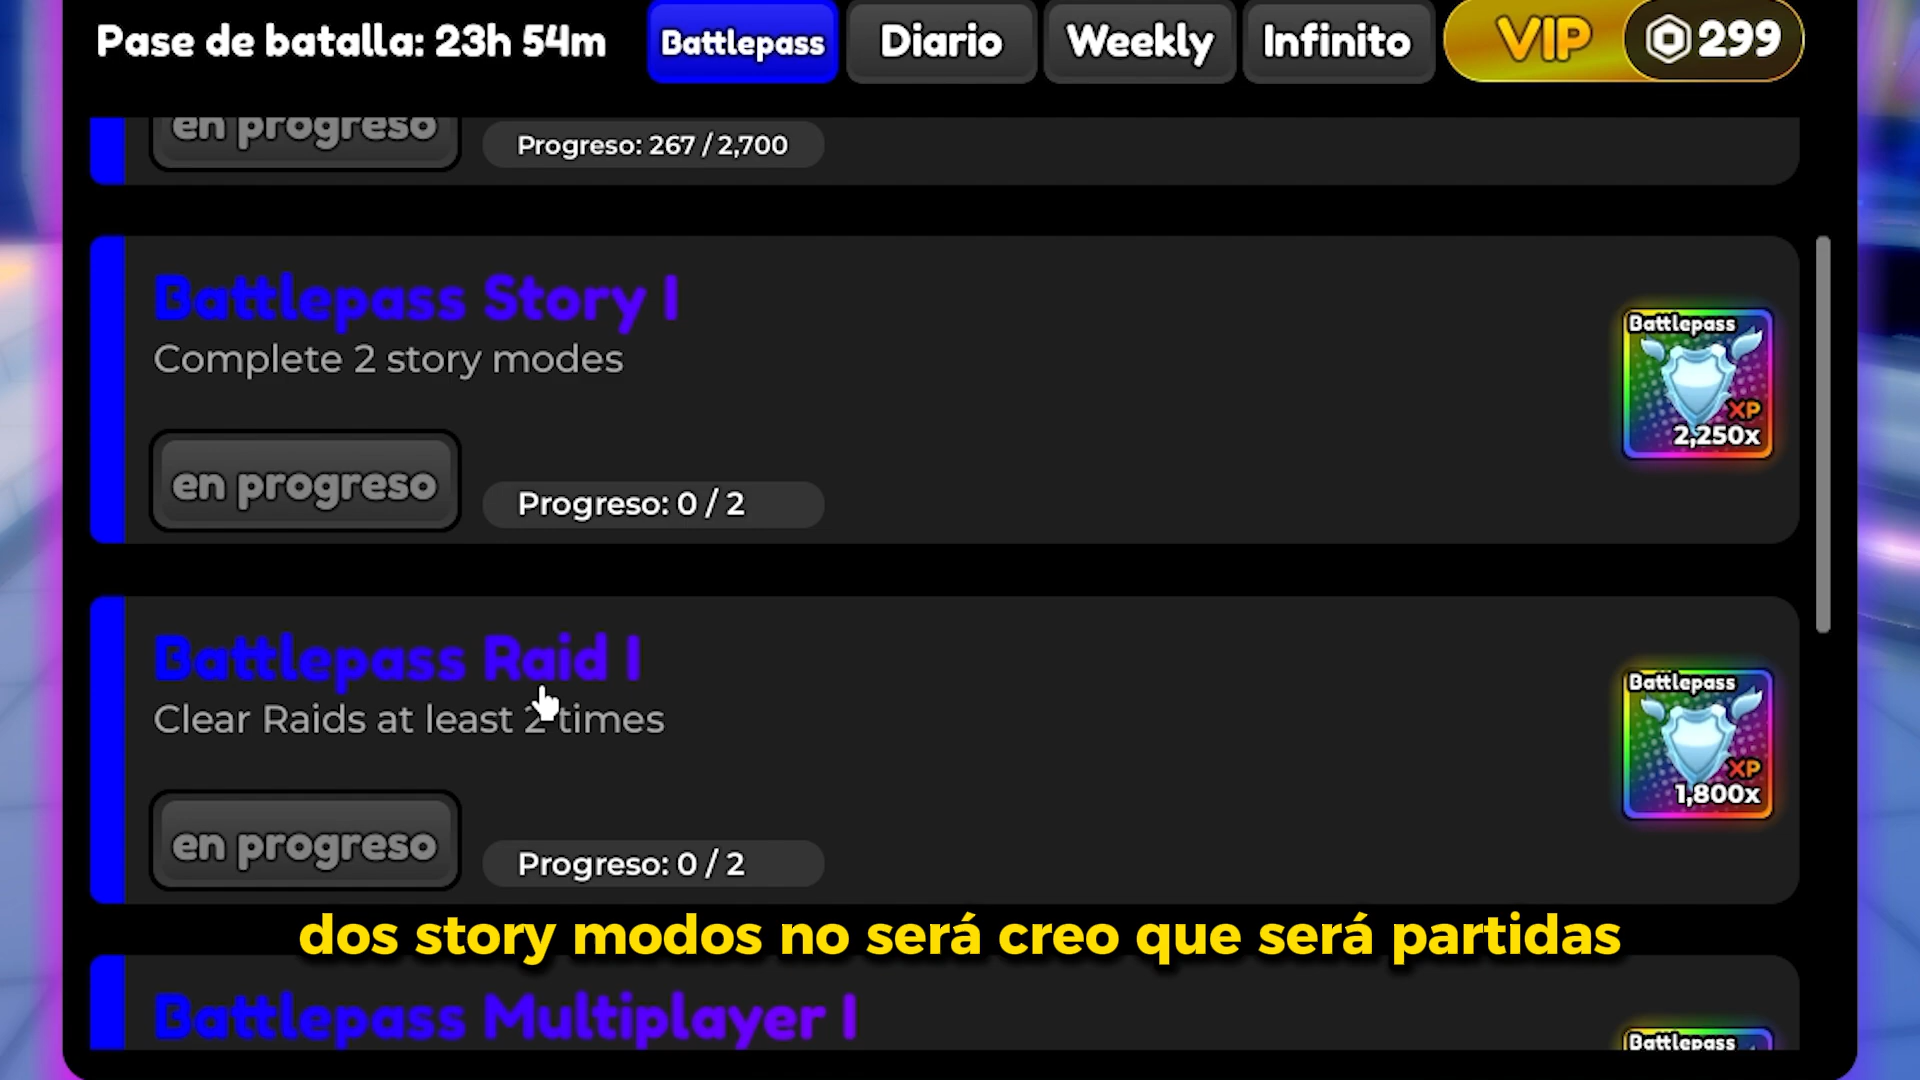 Pase de batalla: 23h 54m
Battlepass
Diario
Weekly
Infinito
VIP
299
en progreso
Progreso: 267 / 2,700
Battlepass Story I
Complete 2 story modes
en progreso
Progreso: 0 / 2
Battlepass
XP
2,250x
Battlepass Raid I
Clear Raids at least 2 times
en progreso
Progreso: 0 / 2
Battlepass
XP
1,800x
dos story modos no será creo que será partidas
Battlepass Multiplayer I
Battlepass